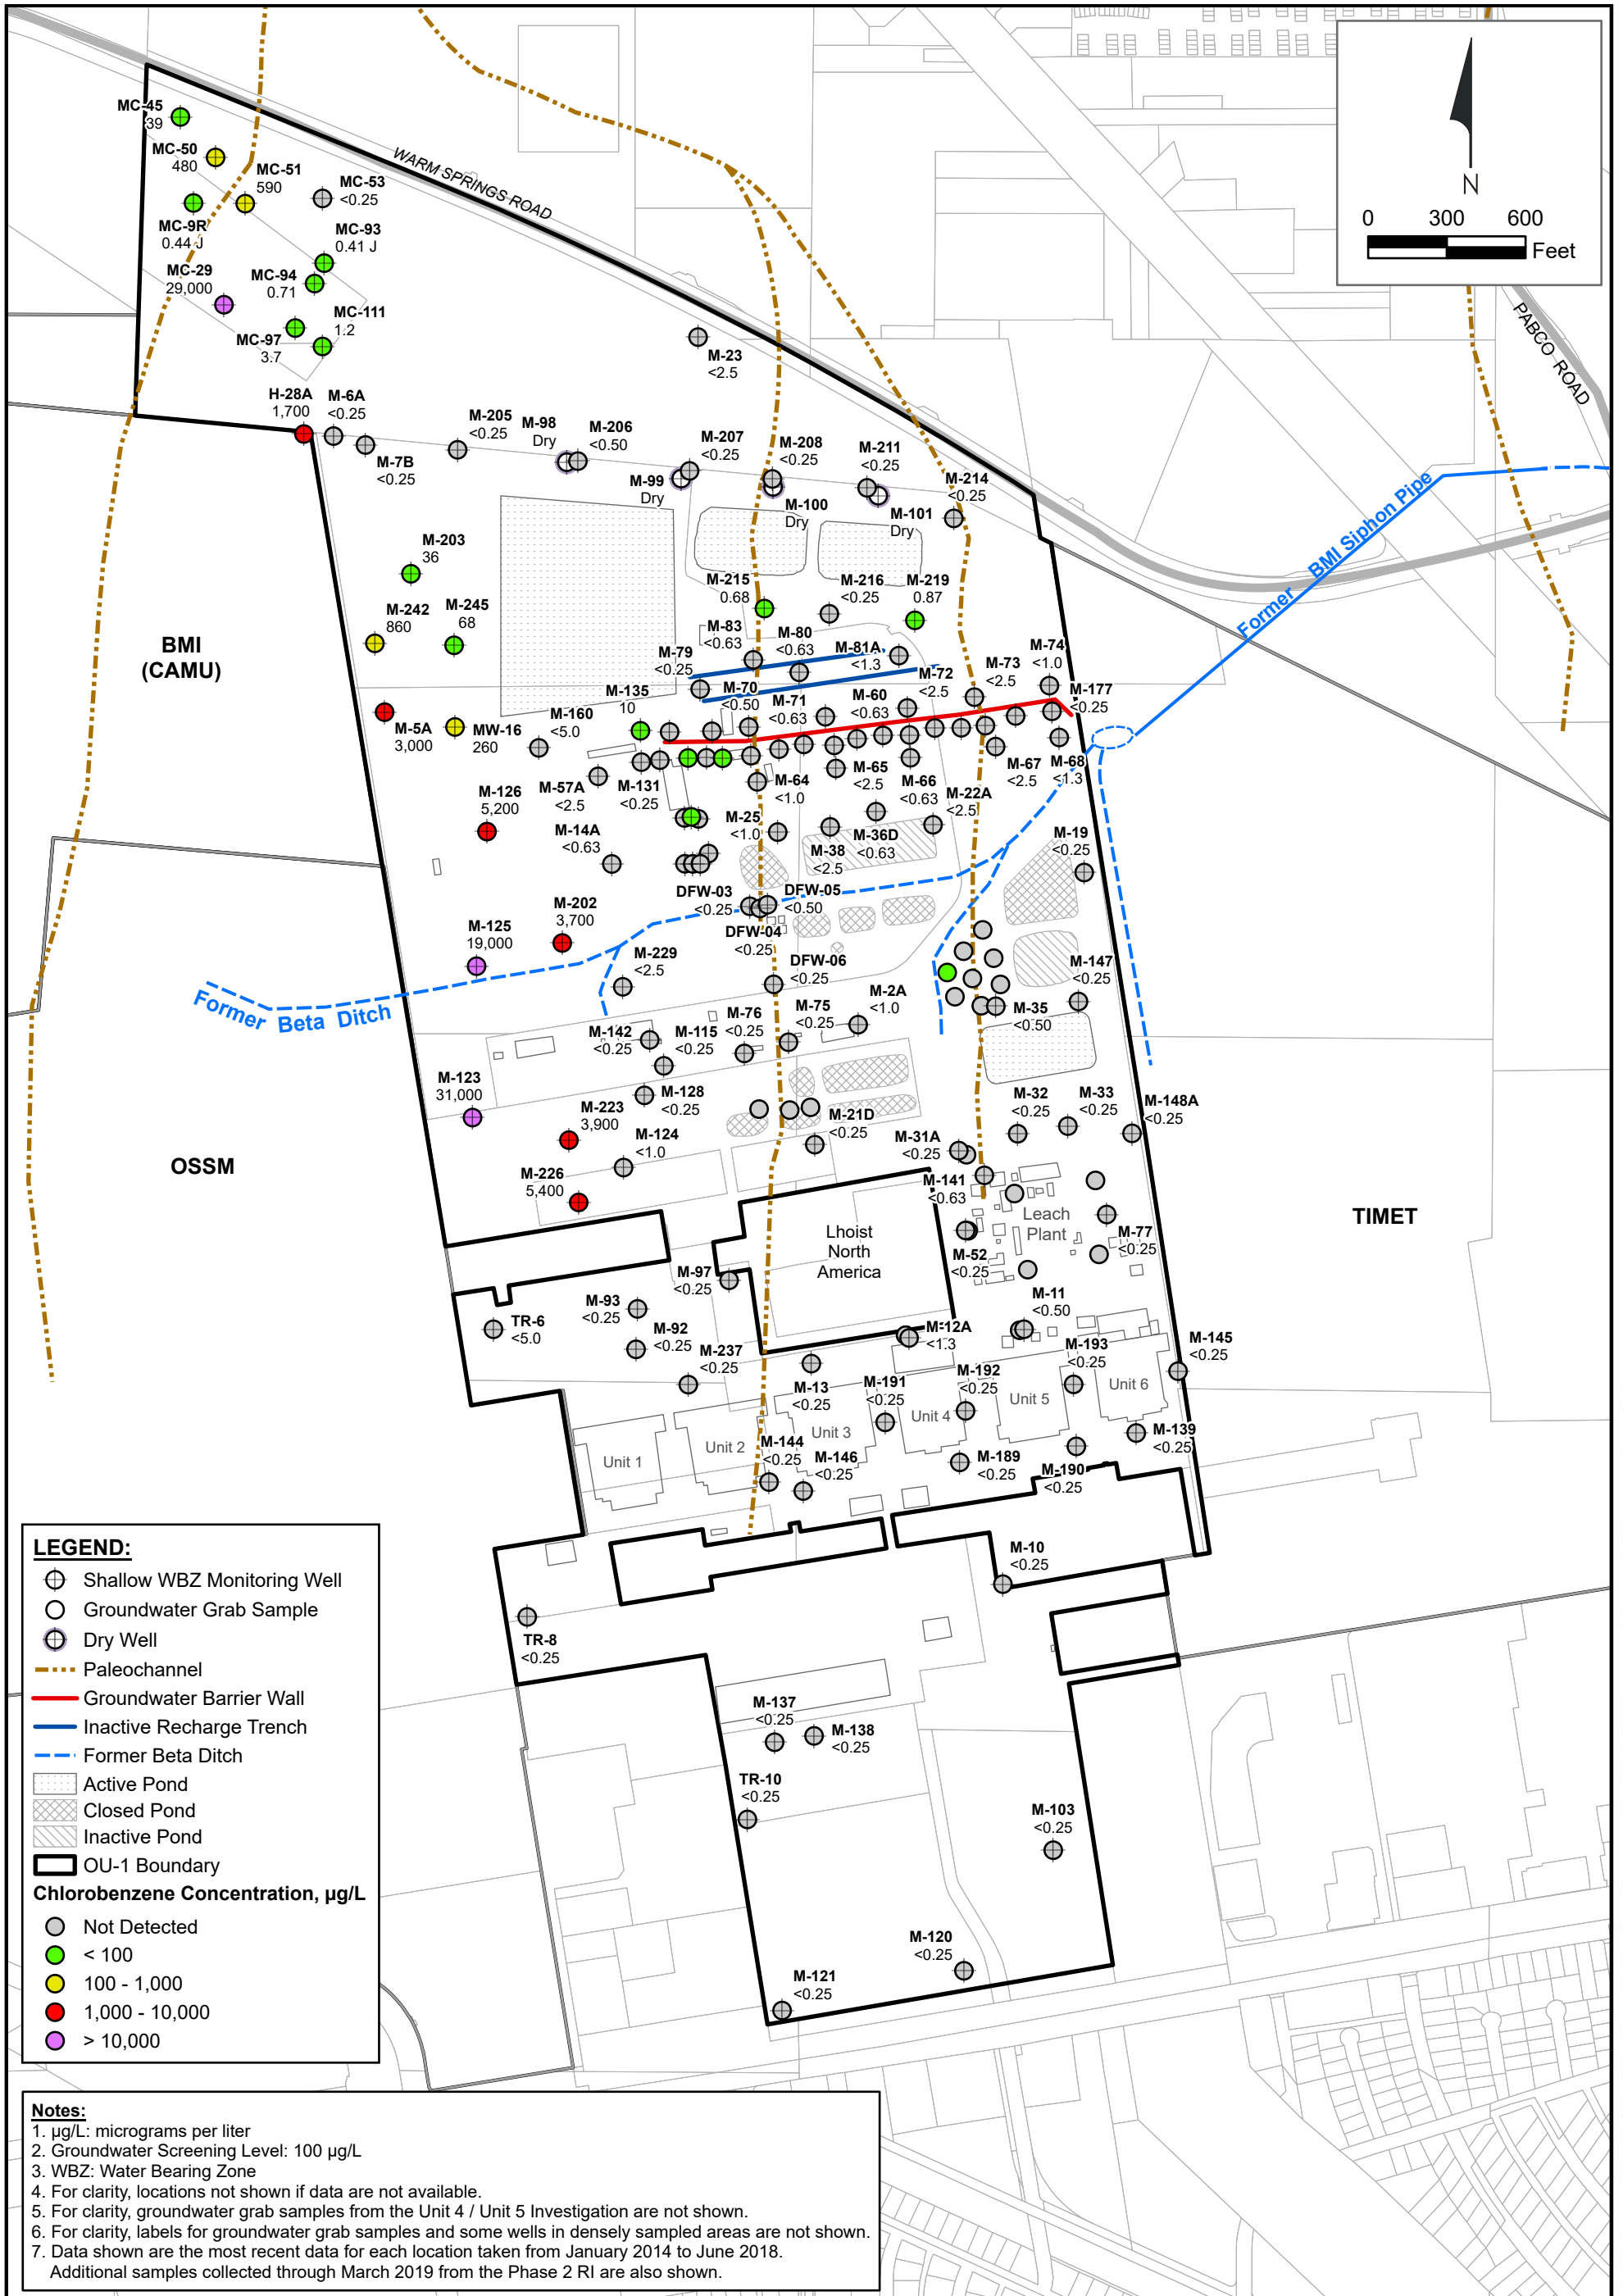 MC-45
39
MC-50
480
MC-51
590
MC-53
<0.25
MC-9R
0.44 J
MC-93
0.41 J
MC-29
29,000
MC-94
0.71
MC-111
1.2
MC-97
3.7
WARM SPRINGS ROAD
N
0 300 600
Feet
PABCO ROAD
M-23
<2.5
H-28A
1,700
M-6A
<0.25
M-7B
<0.25
M-205
<0.25
M-98
Dry
M-206
<0.50
M-99
Dry
M-207
<0.25
M-208
<0.25
M-100
Dry
M-211
<0.25
M-101
Dry
M-214
<0.25
Former BMI Siphon Pipe
M-203
36
M-242
860
M-245
68
BMI
(CAMU)
M-215
0.68
M-216
<0.25
M-219
0.87
M-83
<0.63
M-80
<0.63
M-81A
<1.3
M-79
<0.25
M-72
<2.5
M-73
<2.5
M-74
<1.0
M-177
<0.25
M-135
10
M-70
<0.50
M-71
<0.63
M-60
<0.63
M-5A
3,000
MW-16
260
M-160
<5.0
M-57A
<2.5
M-131
<0.25
M-64
<1.0
M-65
<2.5
M-66
<0.63
M-67
<2.5
M-68
<1.3
M-126
5,200
M-14A
<0.63
M-25
<1.0
M-38
<2.5
M-36D
<0.63
M-22A
<2.5
M-19
<0.25
DFW-03
<0.25
DFW-05
<0.50
DFW-04
<0.25
DFW-06
<0.25
M-202
3,700
M-125
19,000
M-229
<2.5
Former Beta Ditch
M-147
<0.25
M-35
<0.50
M-142
<0.25
M-115
<0.25
M-76
<0.25
M-75
<0.25
M-2A
<1.0
M-123
31,000
M-128
<0.25
M-223
3,900
M-124
<1.0
M-226
5,400
M-21D
<0.25
M-32
<0.25
M-33
<0.25
M-148A
<0.25
M-31A
<0.25
M-141
<0.63
OSSM
TIMET
Lhoist
North
America
Leach
Plant
M-52
<0.25
M-77
<0.25
M-97
<0.25
M-93
<0.25
M-92
<0.25
TR-6
<5.0
M-237
<0.25
M-12A
<1.3
M-11
<0.50
M-13
<0.25
M-191
<0.25
M-192
<0.25
M-193
<0.25
M-145
<0.25
Unit 1
Unit 2
Unit 3
Unit 4
Unit 5
Unit 6
M-144
<0.25
M-146
<0.25
M-189
<0.25
M-190
<0.25
M-139
<0.25
M-10
<0.25
TR-8
<0.25
M-137
<0.25
M-138
<0.25
TR-10
<0.25
M-103
<0.25
M-120
<0.25
M-121
<0.25
LEGEND:
Shallow WBZ Monitoring Well
Groundwater Grab Sample
Dry Well
Paleochannel
Groundwater Barrier Wall
Inactive Recharge Trench
Former Beta Ditch
Active Pond
Closed Pond
Inactive Pond
OU-1 Boundary
Chlorobenzene Concentration, µg/L
Not Detected
< 100
100 - 1,000
1,000 - 10,000
> 10,000
Notes:
1. µg/L: micrograms per liter
2. Groundwater Screening Level: 100 µg/L
3. WBZ: Water Bearing Zone
4. For clarity, locations not shown if data are not available.
5. For clarity, groundwater grab samples from the Unit 4 / Unit 5 Investigation are not shown.
6. For clarity, labels for groundwater grab samples and some wells in densely sampled areas are not shown.
7. Data shown are the most recent data for each location taken from January 2014 to June 2018.
Additional samples collected through March 2019 from the Phase 2 RI are also shown.